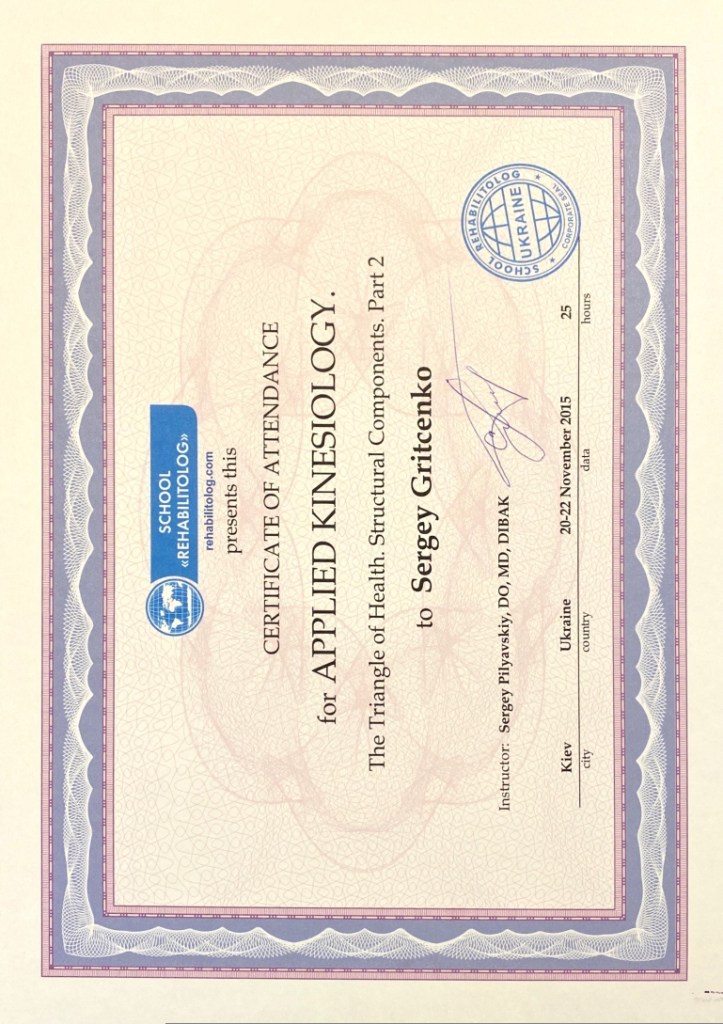 SCHOOL
«REHABILITOLOG»
rehabilitolog.com
presents this
CERTIFICATE OF ATTENDANCE
for APPLIED KINESIOLOGY.
The Triangle of Health. Structural Components. Part 2
to Sergey Gritcenko
Instructor: Sergey Pilyavskiy, DO, MD, DIBAK
SCHOOL REHABILITOLOG
UKRAINE
CORPORATE SEAL
Kiev Ukraine 20-22 November 2015 25
city country data hours